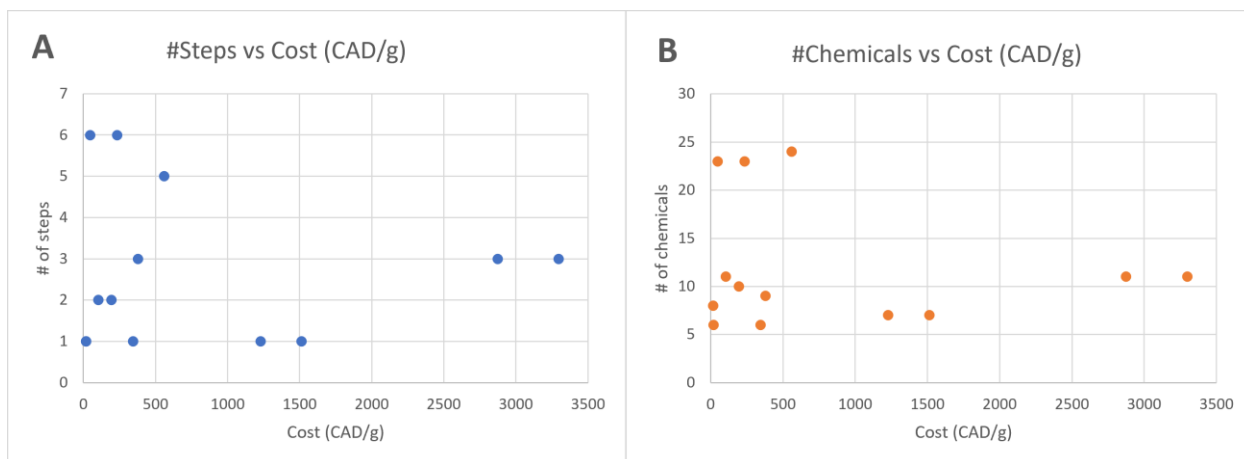 A
#Steps vs Cost (CAD/g)
7
6
5
4
3
2
1
0
# of steps
0 500 1000 1500 2000 2500 3000 3500
Cost (CAD/g)
B
#Chemicals vs Cost (CAD/g)
30
25
20
15
10
5
0
# of chemicals
0 500 1000 1500 2000 2500 3000 3500
Cost (CAD/g)